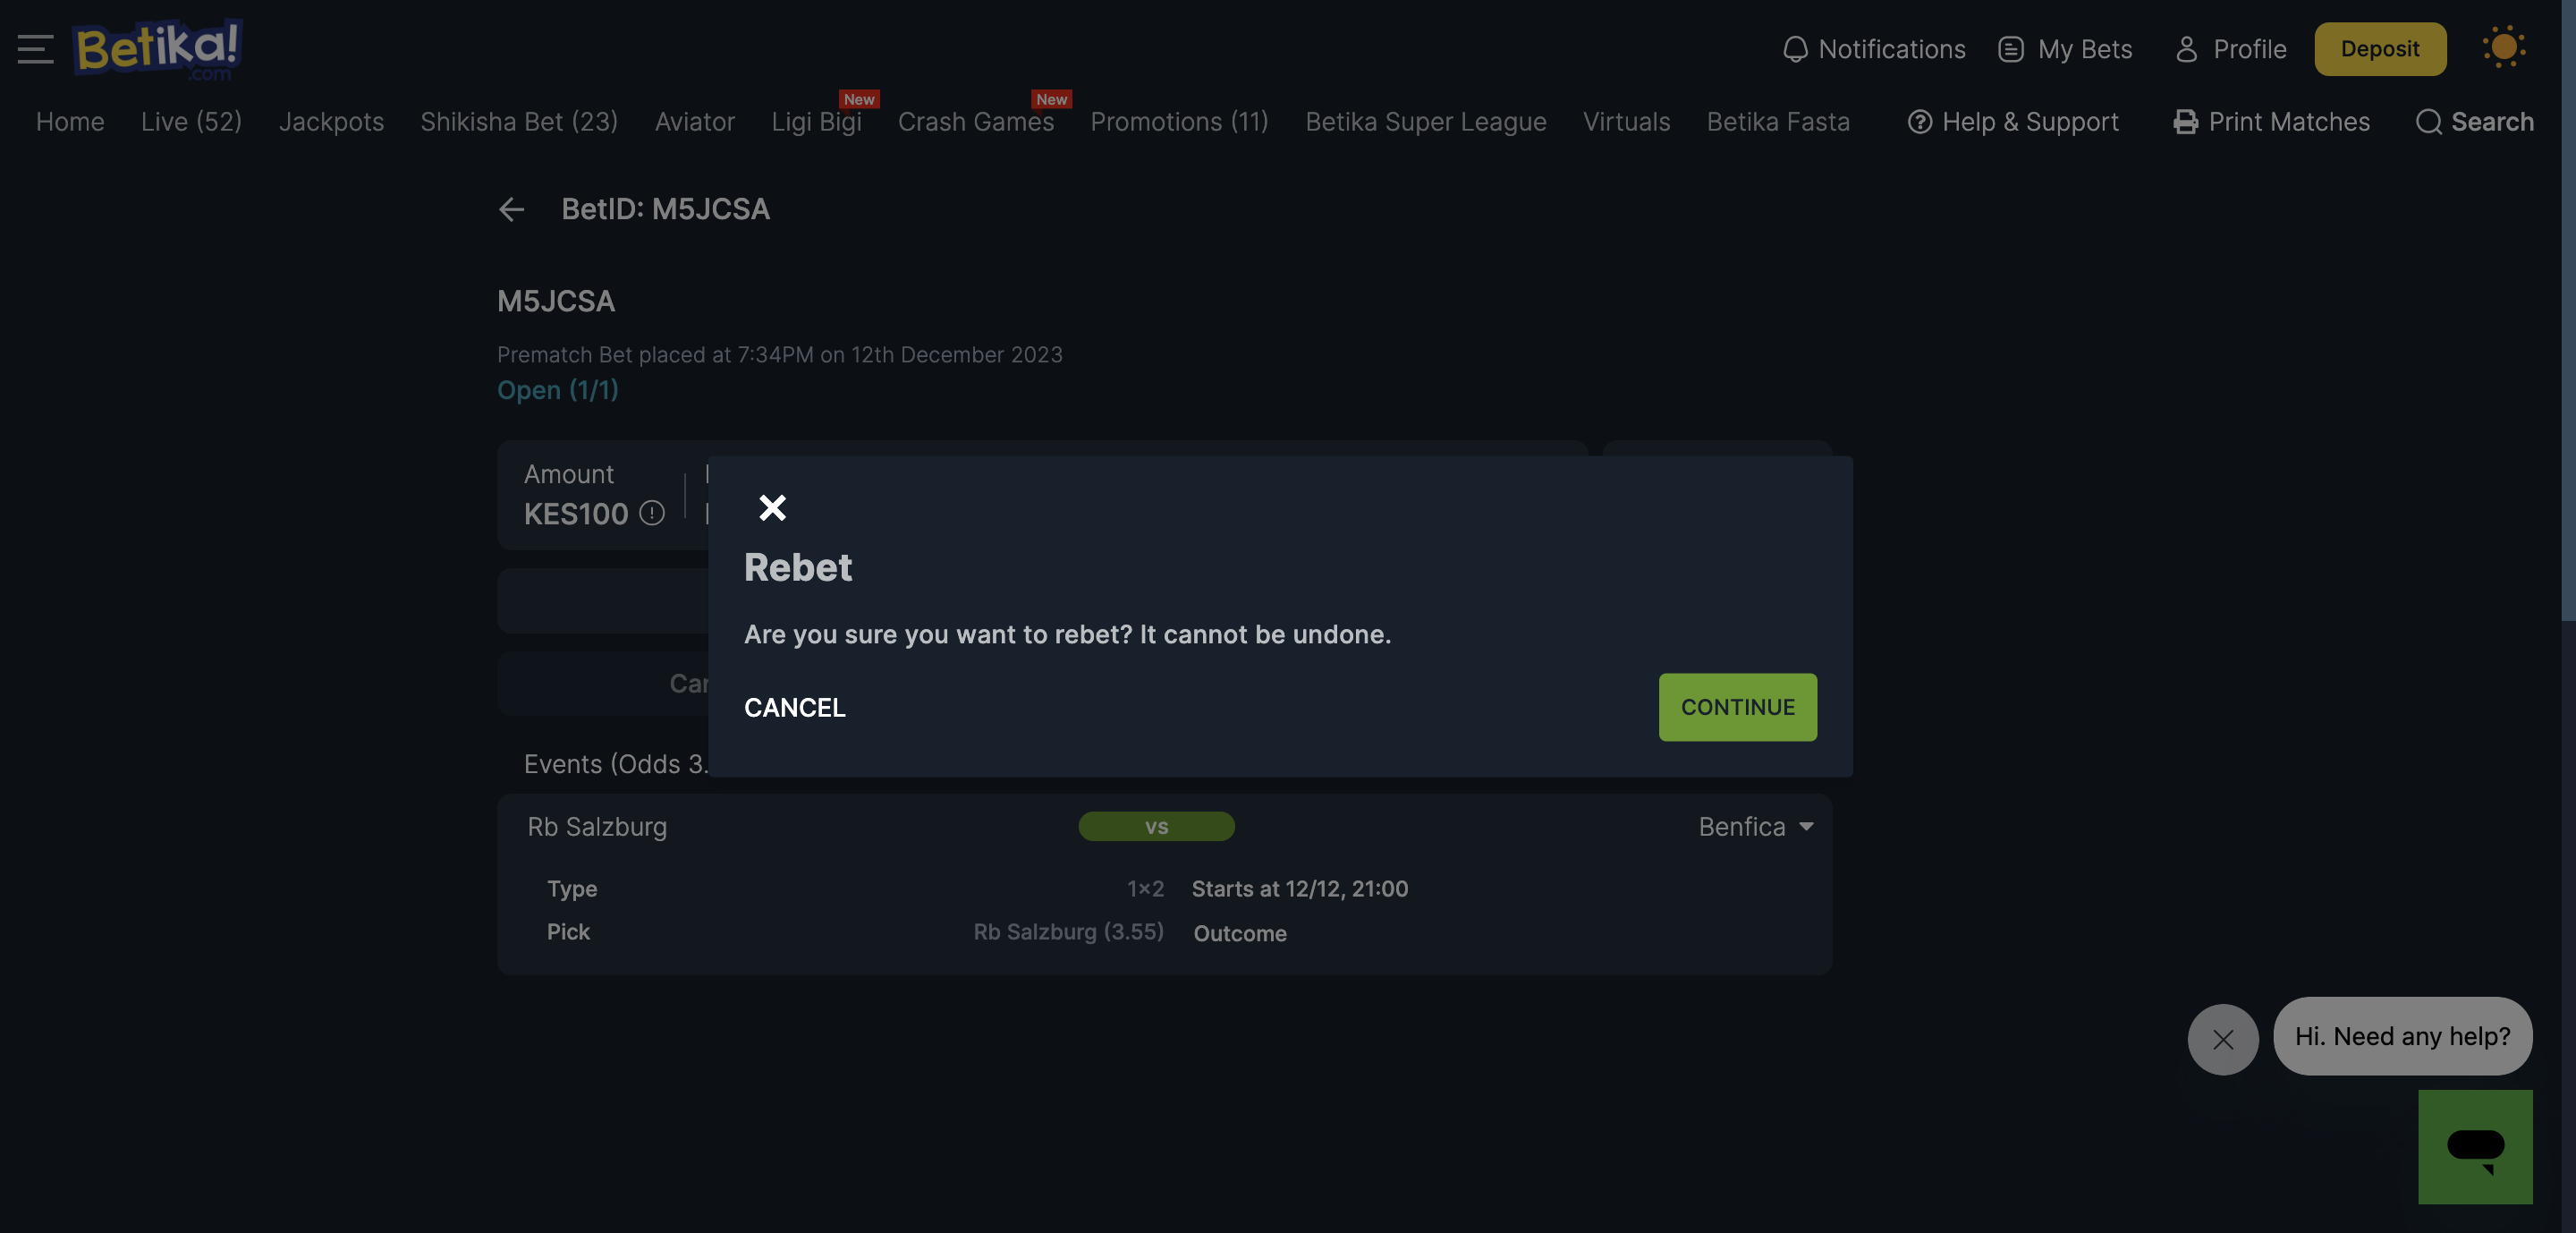 Betika!
.com
Notifications
My Bets
Profile
Deposit
Home
Live (52)
Jackpots
Shikisha Bet (23)
Aviator
New
Ligi Bigi
New
Crash Games
Promotions (11)
Betika Super League
Virtuals
Betika Fasta
Help & Support
Print Matches
Search
BetID: M5JCSA
M5JCSA
Prematch Bet placed at 7:34PM on 12th December 2023
Open (1/1)
Amount
KES100
Rebet
Are you sure you want to rebet? It cannot be undone.
CANCEL
CONTINUE
Events (Odds 3.
Rb Salzburg
vs
Benfica
Type
1x2
Starts at 12/12, 21:00
Pick
Rb Salzburg (3.55)
Outcome
Hi. Need any help?